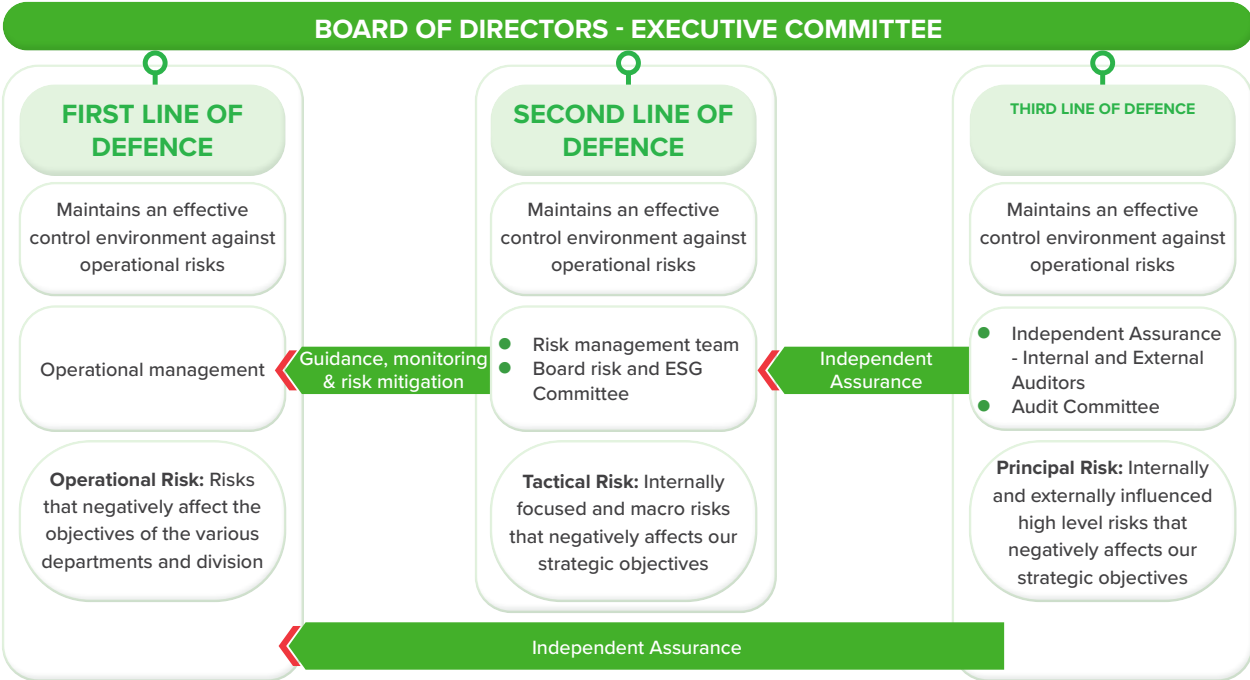 BOARD OF DIRECTORS - EXECUTIVE COMMITTEE
FIRST LINE OF
DEFENCE
Maintains an effective
control environment against
operational risks
Operational management
Operational Risk: Risks
that negatively affect the
objectives of the various
departments and division
Guidance, monitoring
& risk mitigation
SECOND LINE OF
DEFENCE
Maintains an effective
control environment against
operational risks
Risk management team
Board risk and ESG
Committee
Tactical Risk: Internally
focused and macro risks
that negatively affects our
strategic objectives
Independent
Assurance
THIRD LINE OF DEFENCE
Maintains an effective
control environment against
operational risks
Independent Assurance
- Internal and External
Auditors
Audit Committee
Principal Risk: Internally
and externally influenced
high level risks that
negatively affects our
strategic objectives
Independent Assurance